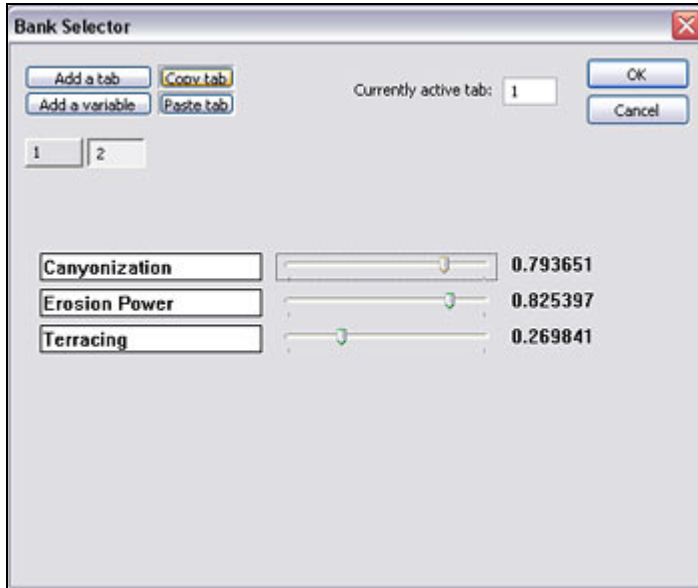 Bank Selector
Add a tab Copy tab
Currently active tab: 1
OK
Add a variable Paste tab
Cancel
1 2
Canyonization 0.793651
Erosion Power 0.825397
Terracing 0.269841